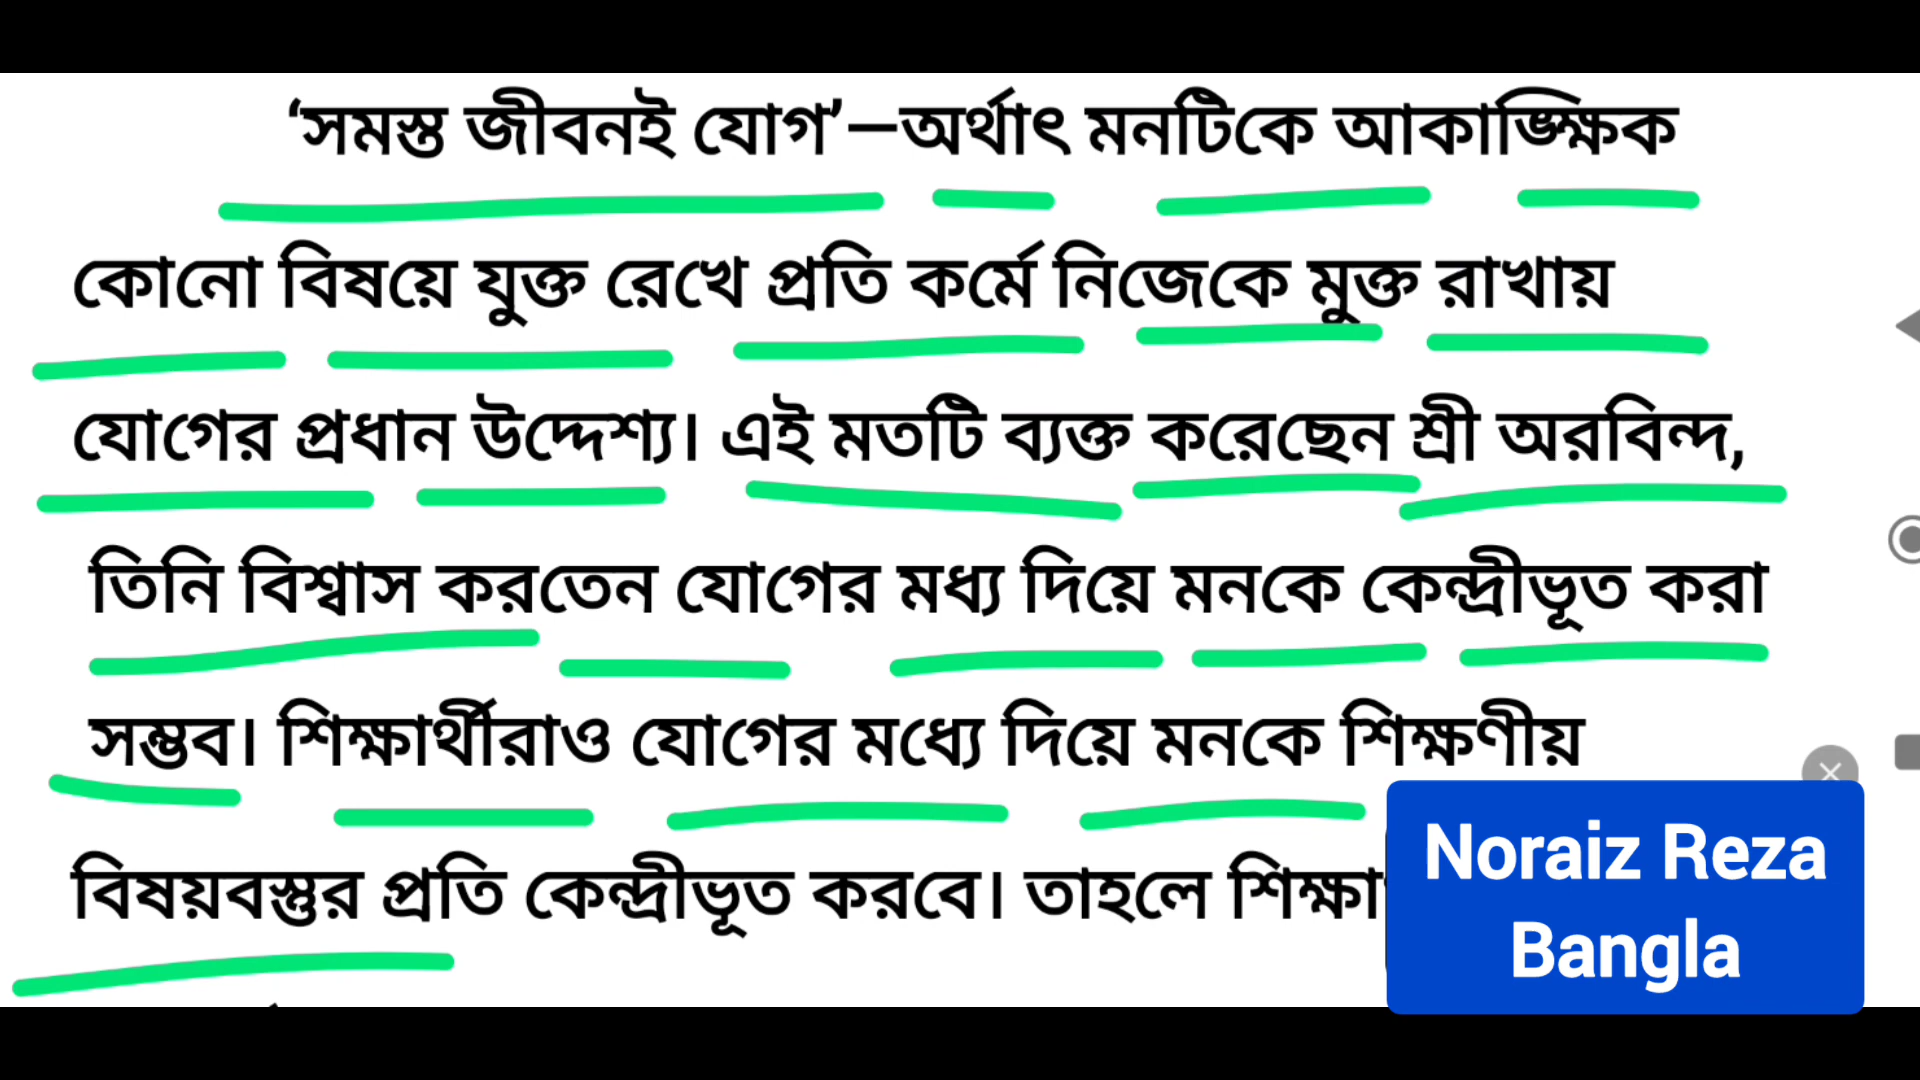 ‘সমস্ত জীবনই যোগ’—অর্থাৎ মনটিকে আকাঙ্ক্ষিক
কোনো বিষয়ে যুক্ত রেখে প্রতি কর্মে নিজেকে মুক্ত রাখায়
যোগের প্রধান উদ্দেশ্য। এই মতটি ব্যক্ত করেছেন শ্রী অরবিন্দ,
তিনি বিশ্বাস করতেন যোগের মধ্য দিয়ে মনকে কেন্দ্রীভূত করা
সম্ভব। শিক্ষার্থীরাও যোগের মধ্যে দিয়ে মনকে শিক্ষণীয়
বিষয়বস্তুর প্রতি কেন্দ্রীভূত করবে। তাহলে
Noraiz Reza
Bangla